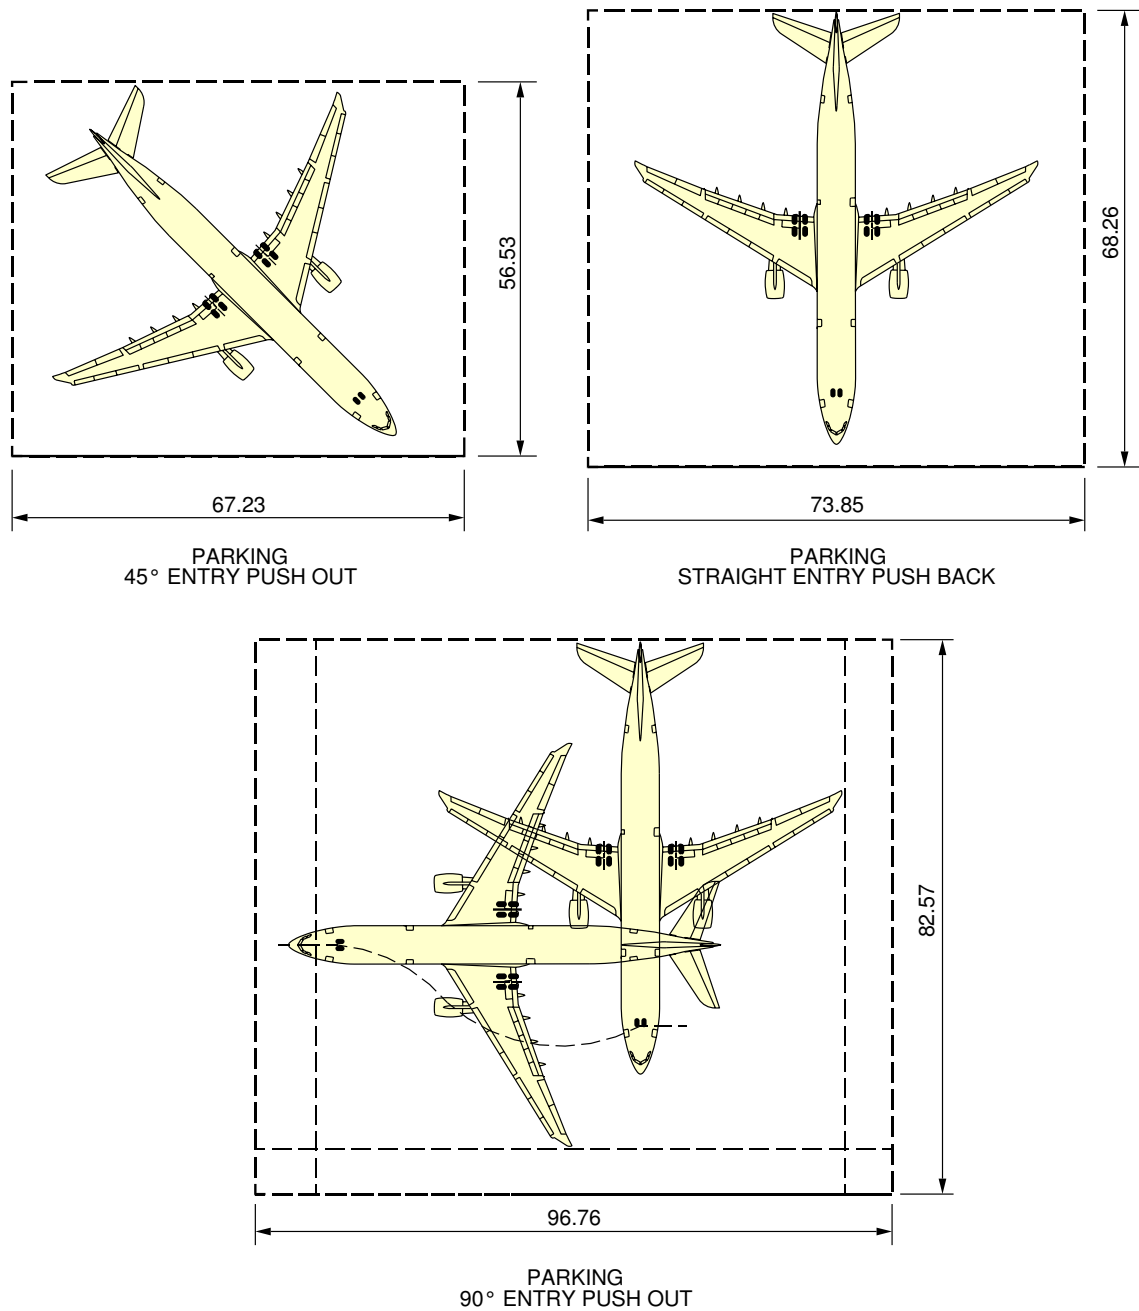 56.53
67.23
PARKING
45° ENTRY PUSH OUT
68.26
73.85
PARKING
STRAIGHT ENTRY PUSH BACK
82.57
96.76
PARKING
90° ENTRY PUSH OUT